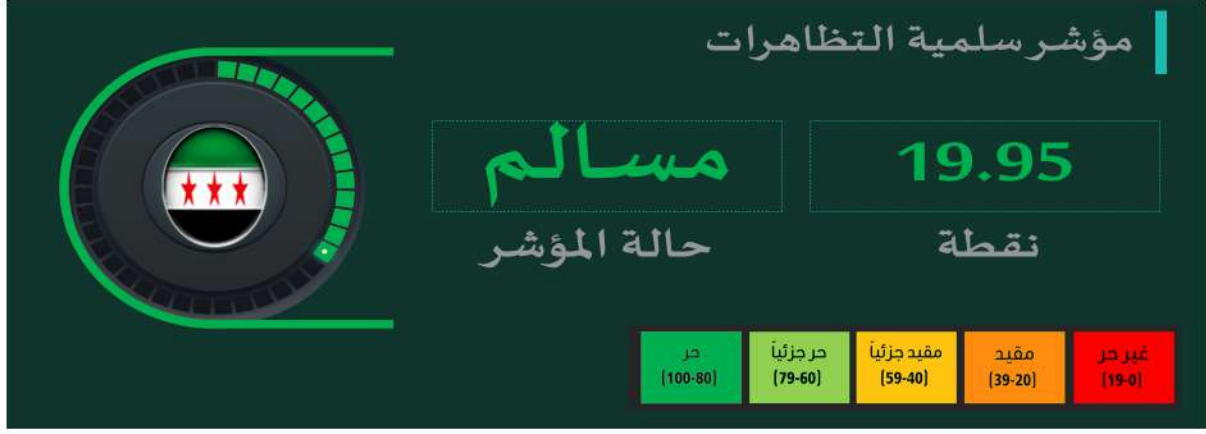 مؤشر سلمية التظاهرات
19.95
نقطة
مسالم
حالة المؤشر
غير حر
(19-0)
مقيد
(39-20)
مقيد جزئياً
(59-40)
حر جزئياً
(79-60)
حر
(100-80)